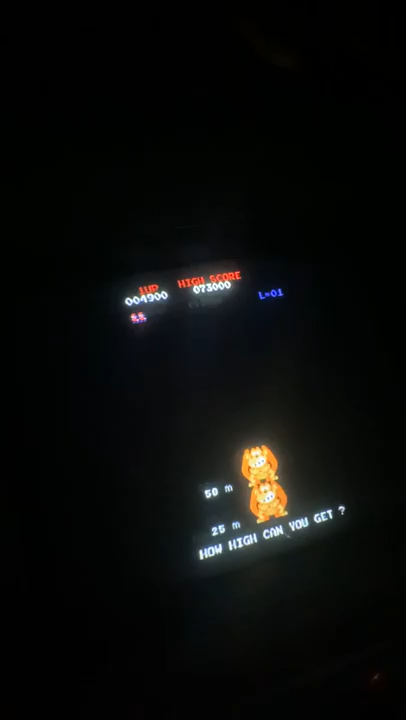 1UP HIGH SCORE
004900 073000
L=01
50 m
25 m
HOW HIGH CAN YOU GET ?